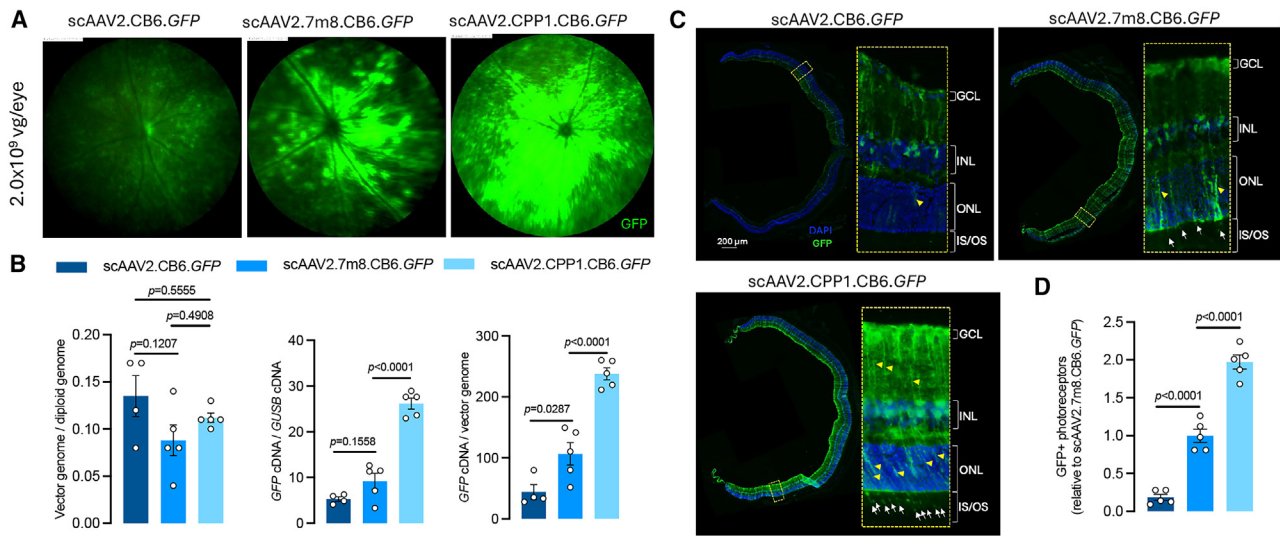 A
scAAV2.CB6.GFP
scAAV2.7m8.CB6.GFP
scAAV2.CPP1.CB6.GFP
2.0x10⁹ vg/eye
GFP
B
scAAV2.CB6.GFP
scAAV2.7m8.CB6.GFP
scAAV2.CPP1.CB6.GFP
p=0.5555
p=0.4908
p=0.1207
Vector genome / diploid genome
0.20
0.15
0.10
0.05
0.00
p<0.0001
p=0.1558
GFP cDNA / GUSB cDNA
40
30
20
10
0
p<0.0001
p=0.0287
GFP cDNA / vector genome
300
200
100
0
C
scAAV2.CB6.GFP
GCL
INL
ONL
IS/OS
200 µm
DAPI
GFP
scAAV2.7m8.CB6.GFP
GCL
INL
ONL
IS/OS
scAAV2.CPP1.CB6.GFP
GCL
INL
ONL
IS/OS
D
p<0.0001
p<0.0001
GFP+ photoreceptors
(relative to scAAV2.7m8.CB6.GFP)
2.5
2.0
1.5
1.0
0.5
0.0